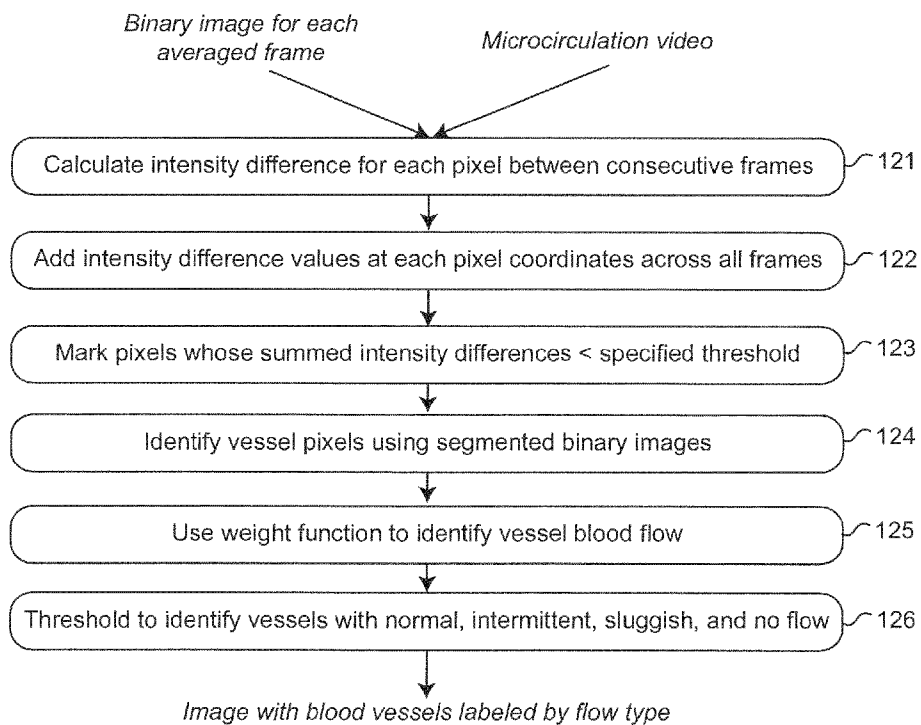 Binary image for each
averaged frame
Microcirculation video
Calculate intensity difference for each pixel between consecutive frames
121
Add intensity difference values at each pixel coordinates across all frames
122
Mark pixels whose summed intensity differences < specified threshold
123
Identify vessel pixels using segmented binary images
124
Use weight function to identify vessel blood flow
125
Threshold to identify vessels with normal, intermittent, sluggish, and no flow
126
Image with blood vessels labeled by flow type